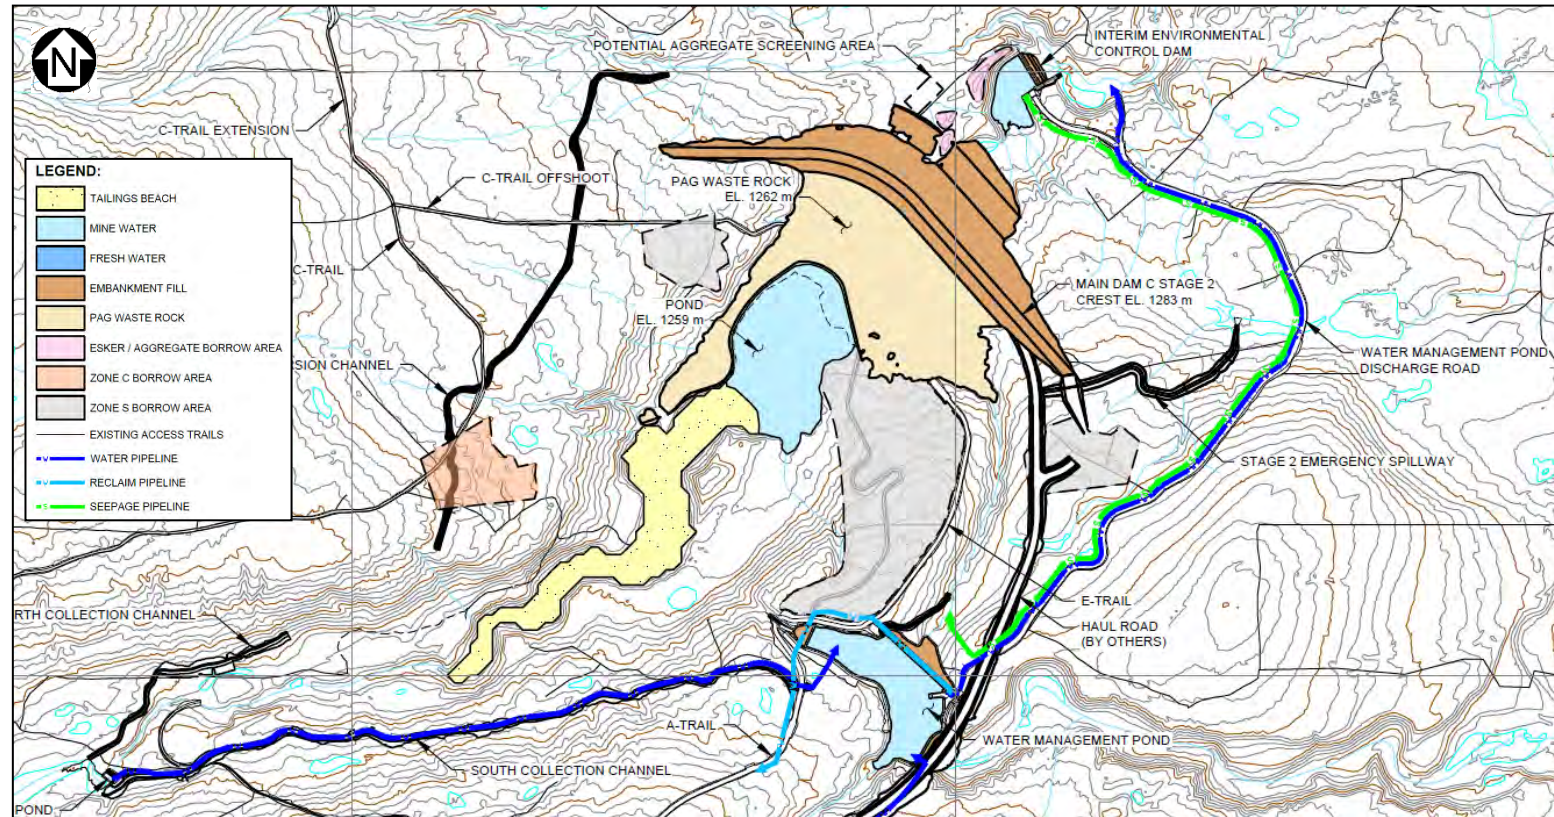 N
POTENTIAL AGGREGATE SCREENING AREA
INTERIM ENVIRONMENTAL
CONTROL DAM
C-TRAIL EXTENSION
C-TRAIL OFFSHOOT
PAG WASTE ROCK
EL. 1262 m
LEGEND:
TAILINGS BEACH
MINE WATER
FRESH WATER
EMBANKMENT FILL
PAG WASTE ROCK
ESKER / AGGREGATE BORROW AREA
ZONE C BORROW AREA
ZONE S BORROW AREA
EXISTING ACCESS TRAILS
WATER PIPELINE
RECLAIM PIPELINE
SEEPAGE PIPELINE
C-TRAIL
POND
EL. 1259 m
MAIN DAM C STAGE 2
CREST EL. 1283 m
SION CHANNEL
WATER MANAGEMENT POND
DISCHARGE ROAD
STAGE 2 EMERGENCY SPILLWAY
E-TRAIL
HAUL ROAD
(BY OTHERS)
RTH COLLECTION CHANNEL
A-TRAIL
WATER MANAGEMENT POND
SOUTH COLLECTION CHANNEL
POND